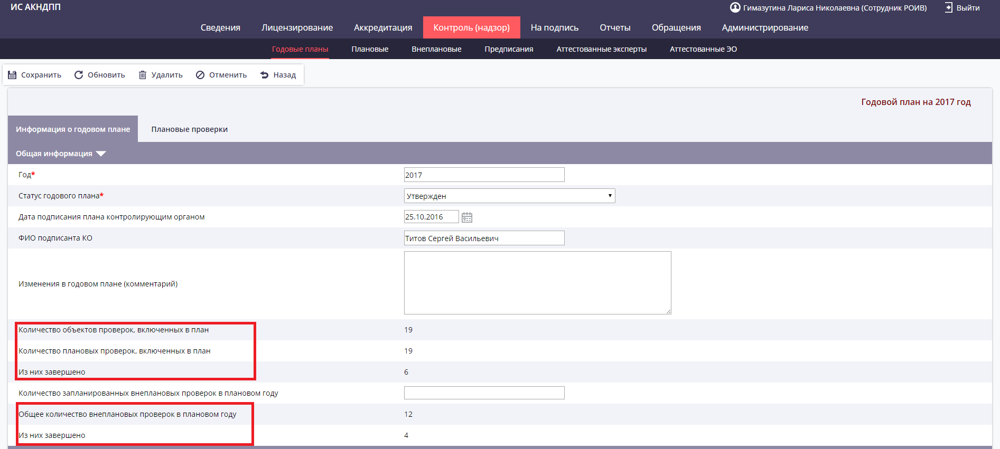 ИС АКНДПП
Гимазутина Лариса Николаевна (Сотрудник РОИВ) Выйти
Сведения Лицензирование Аккредитация Контроль (надзор) На подпись Отчеты Обращения Администрирование
Годовые планы Плановые Внеплановые Предписания Аттестованные эксперты Аттестованные ЭО
Сохранить Обновить Удалить Отменить Назад
Годовой план на 2017 год
Информация о годовом плане Плановые проверки
Общая информация
Год* 2017
Статус годового плана* Утвержден
Дата подписания плана контролирующим органом 25.10.2016
ФИО подписанта КО Титов Сергей Васильевич
Изменения в годовом плане (комментарий)
Количество объектов проверок, включенных в план 19
Количество плановых проверок, включенных в план 19
Из них завершено 6
Количество запланированных внеплановых проверок в плановом году
Общее количество внеплановых проверок в плановом году 12
Из них завершено 4